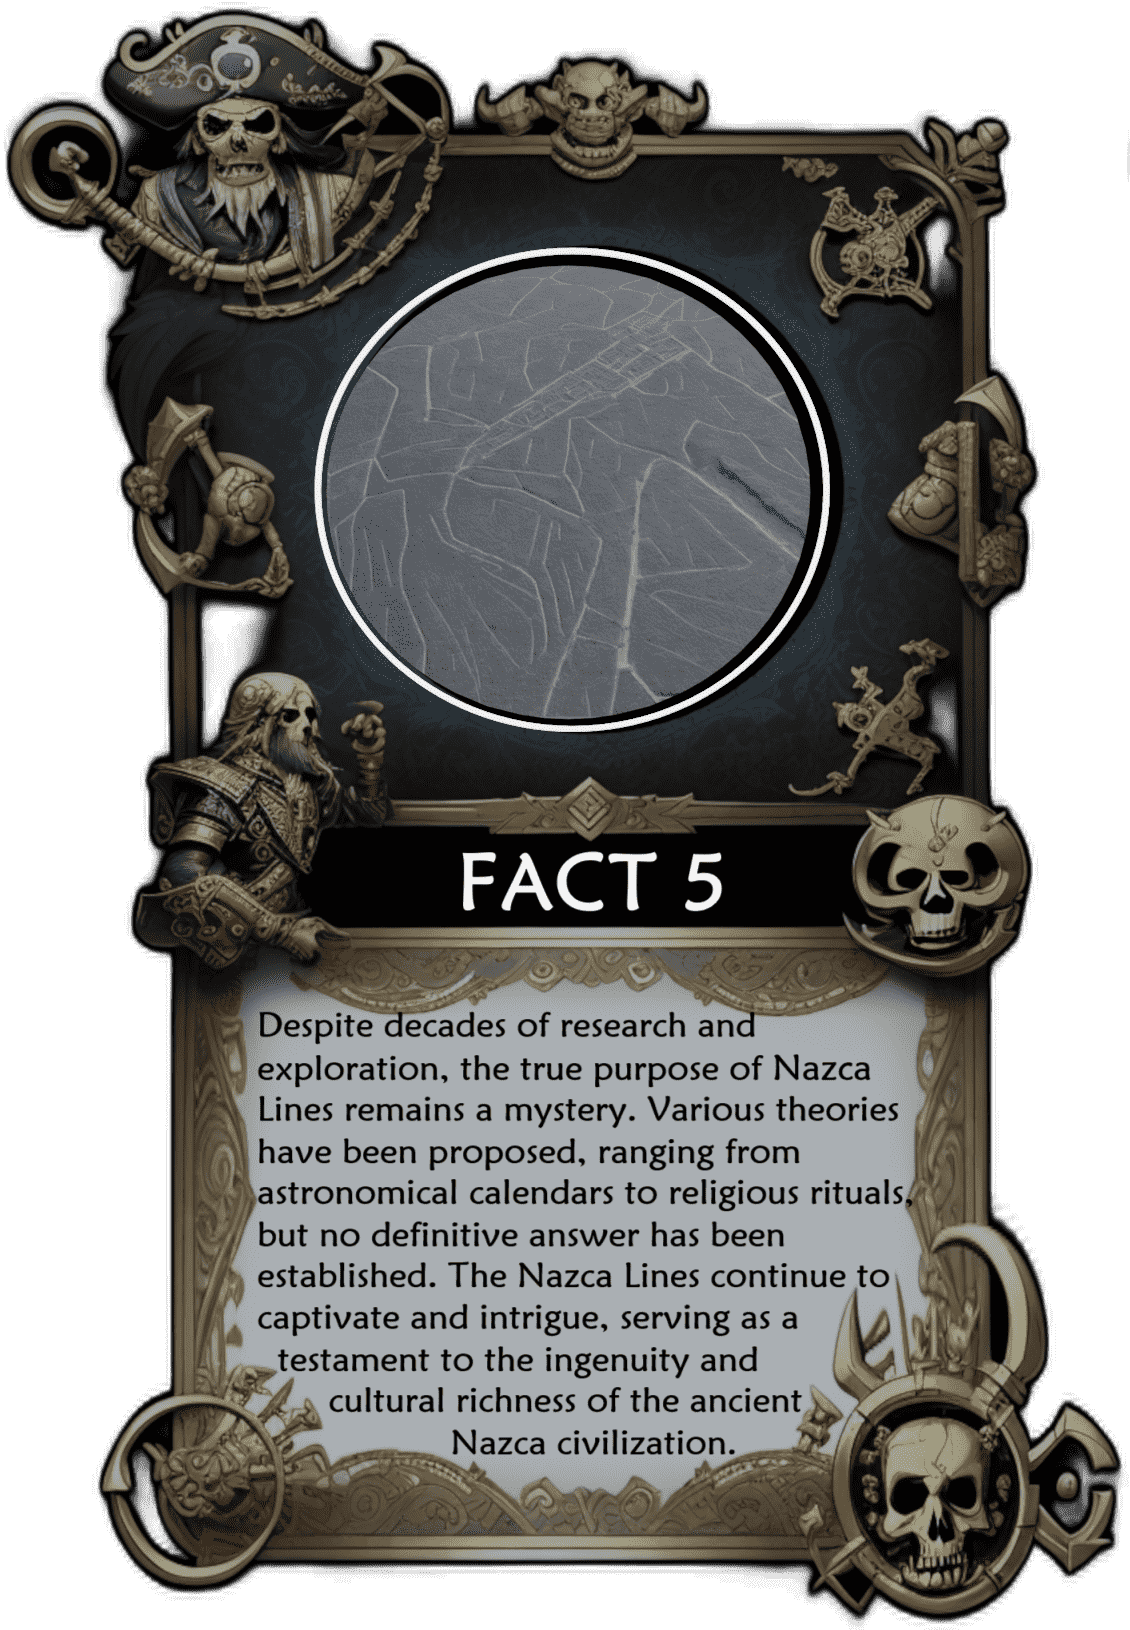 FACT 5
Despite decades of research and
exploration, the true purpose of Nazca
Lines remains a mystery. Various theories
have been proposed, ranging from
astronomical calendars to religious rituals,
but no definitive answer has been
established. The Nazca Lines continue to
captivate and intrigue, serving as a
testament to the ingenuity and
cultural richness of the ancient
Nazca civilization.